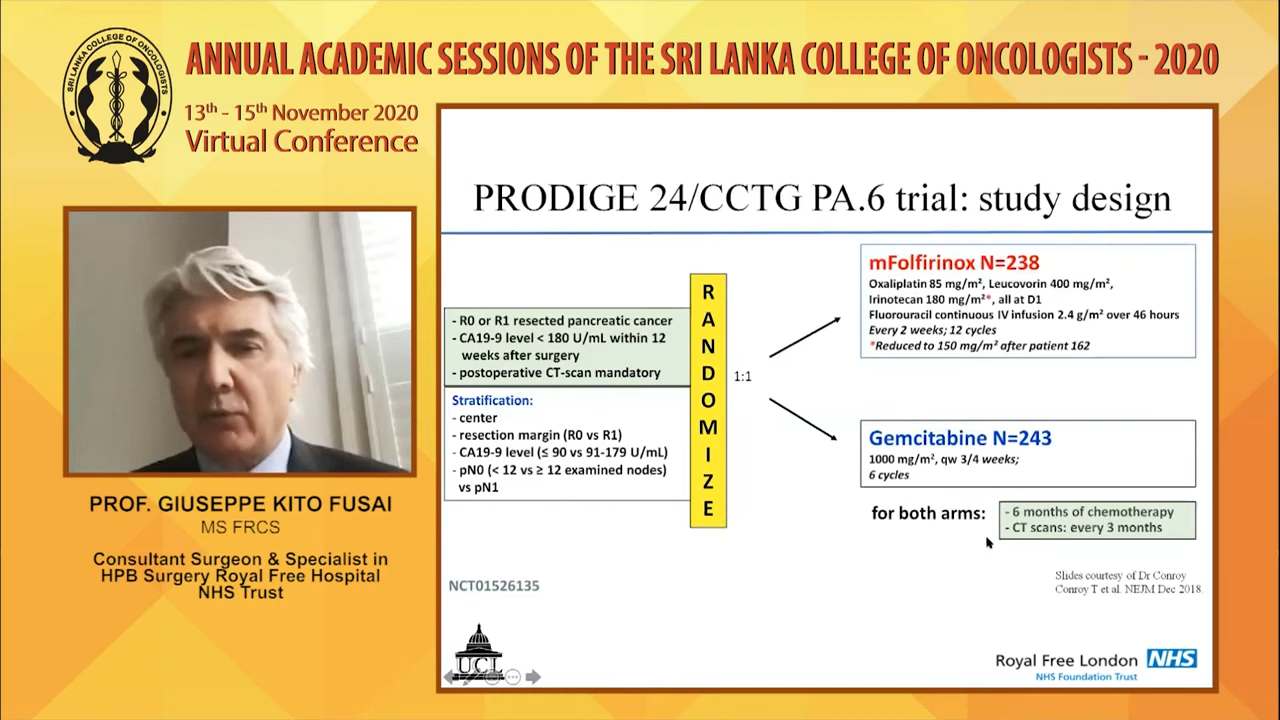 SRI LANKA COLLEGE OF ONCOLOGISTS
ANNUAL ACADEMIC SESSIONS OF THE SRI LANKA COLLEGE OF ONCOLOGISTS - 2020
13th - 15th November 2020
Virtual Conference
PROF. GIUSEPPE KITO FUSAI
MS FRCS
Consultant Surgeon & Specialist in
HPB Surgery Royal Free Hospital
NHS Trust
PRODIGE 24/CCTG PA.6 trial: study design
- R0 or R1 resected pancreatic cancer
- CA19-9 level < 180 U/mL within 12
weeks after surgery
- postoperative CT-scan mandatory
Stratification:
- center
- resection margin (R0 vs R1)
- CA19-9 level (≤ 90 vs 91-179 U/mL)
- pN0 (< 12 vs ≥ 12 examined nodes)
vs pN1
R
A
N
D
O
M
I
Z
E
1:1
mFolfirinox N=238
Oxaliplatin 85 mg/m², Leucovorin 400 mg/m²,
Irinotecan 180 mg/m²*, all at D1
Fluorouracil continuous IV infusion 2.4 g/m² over 46 hours
Every 2 weeks; 12 cycles
*Reduced to 150 mg/m² after patient 162
Gemcitabine N=243
1000 mg/m², qw 3/4 weeks;
6 cycles
for both arms:
- 6 months of chemotherapy
- CT scans: every 3 months
NCT01526135
Slides courtesy of Dr Conroy
Conroy T et al. NEJM Dec 2018
UCL
Royal Free London NHS
NHS Foundation Trust